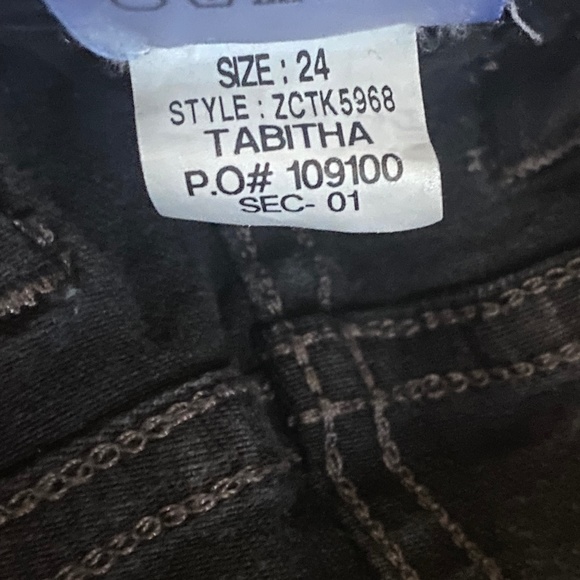 SIZE : 24
STYLE : ZCTK5968
TABITHA
P.O# 109100
SEC- 01